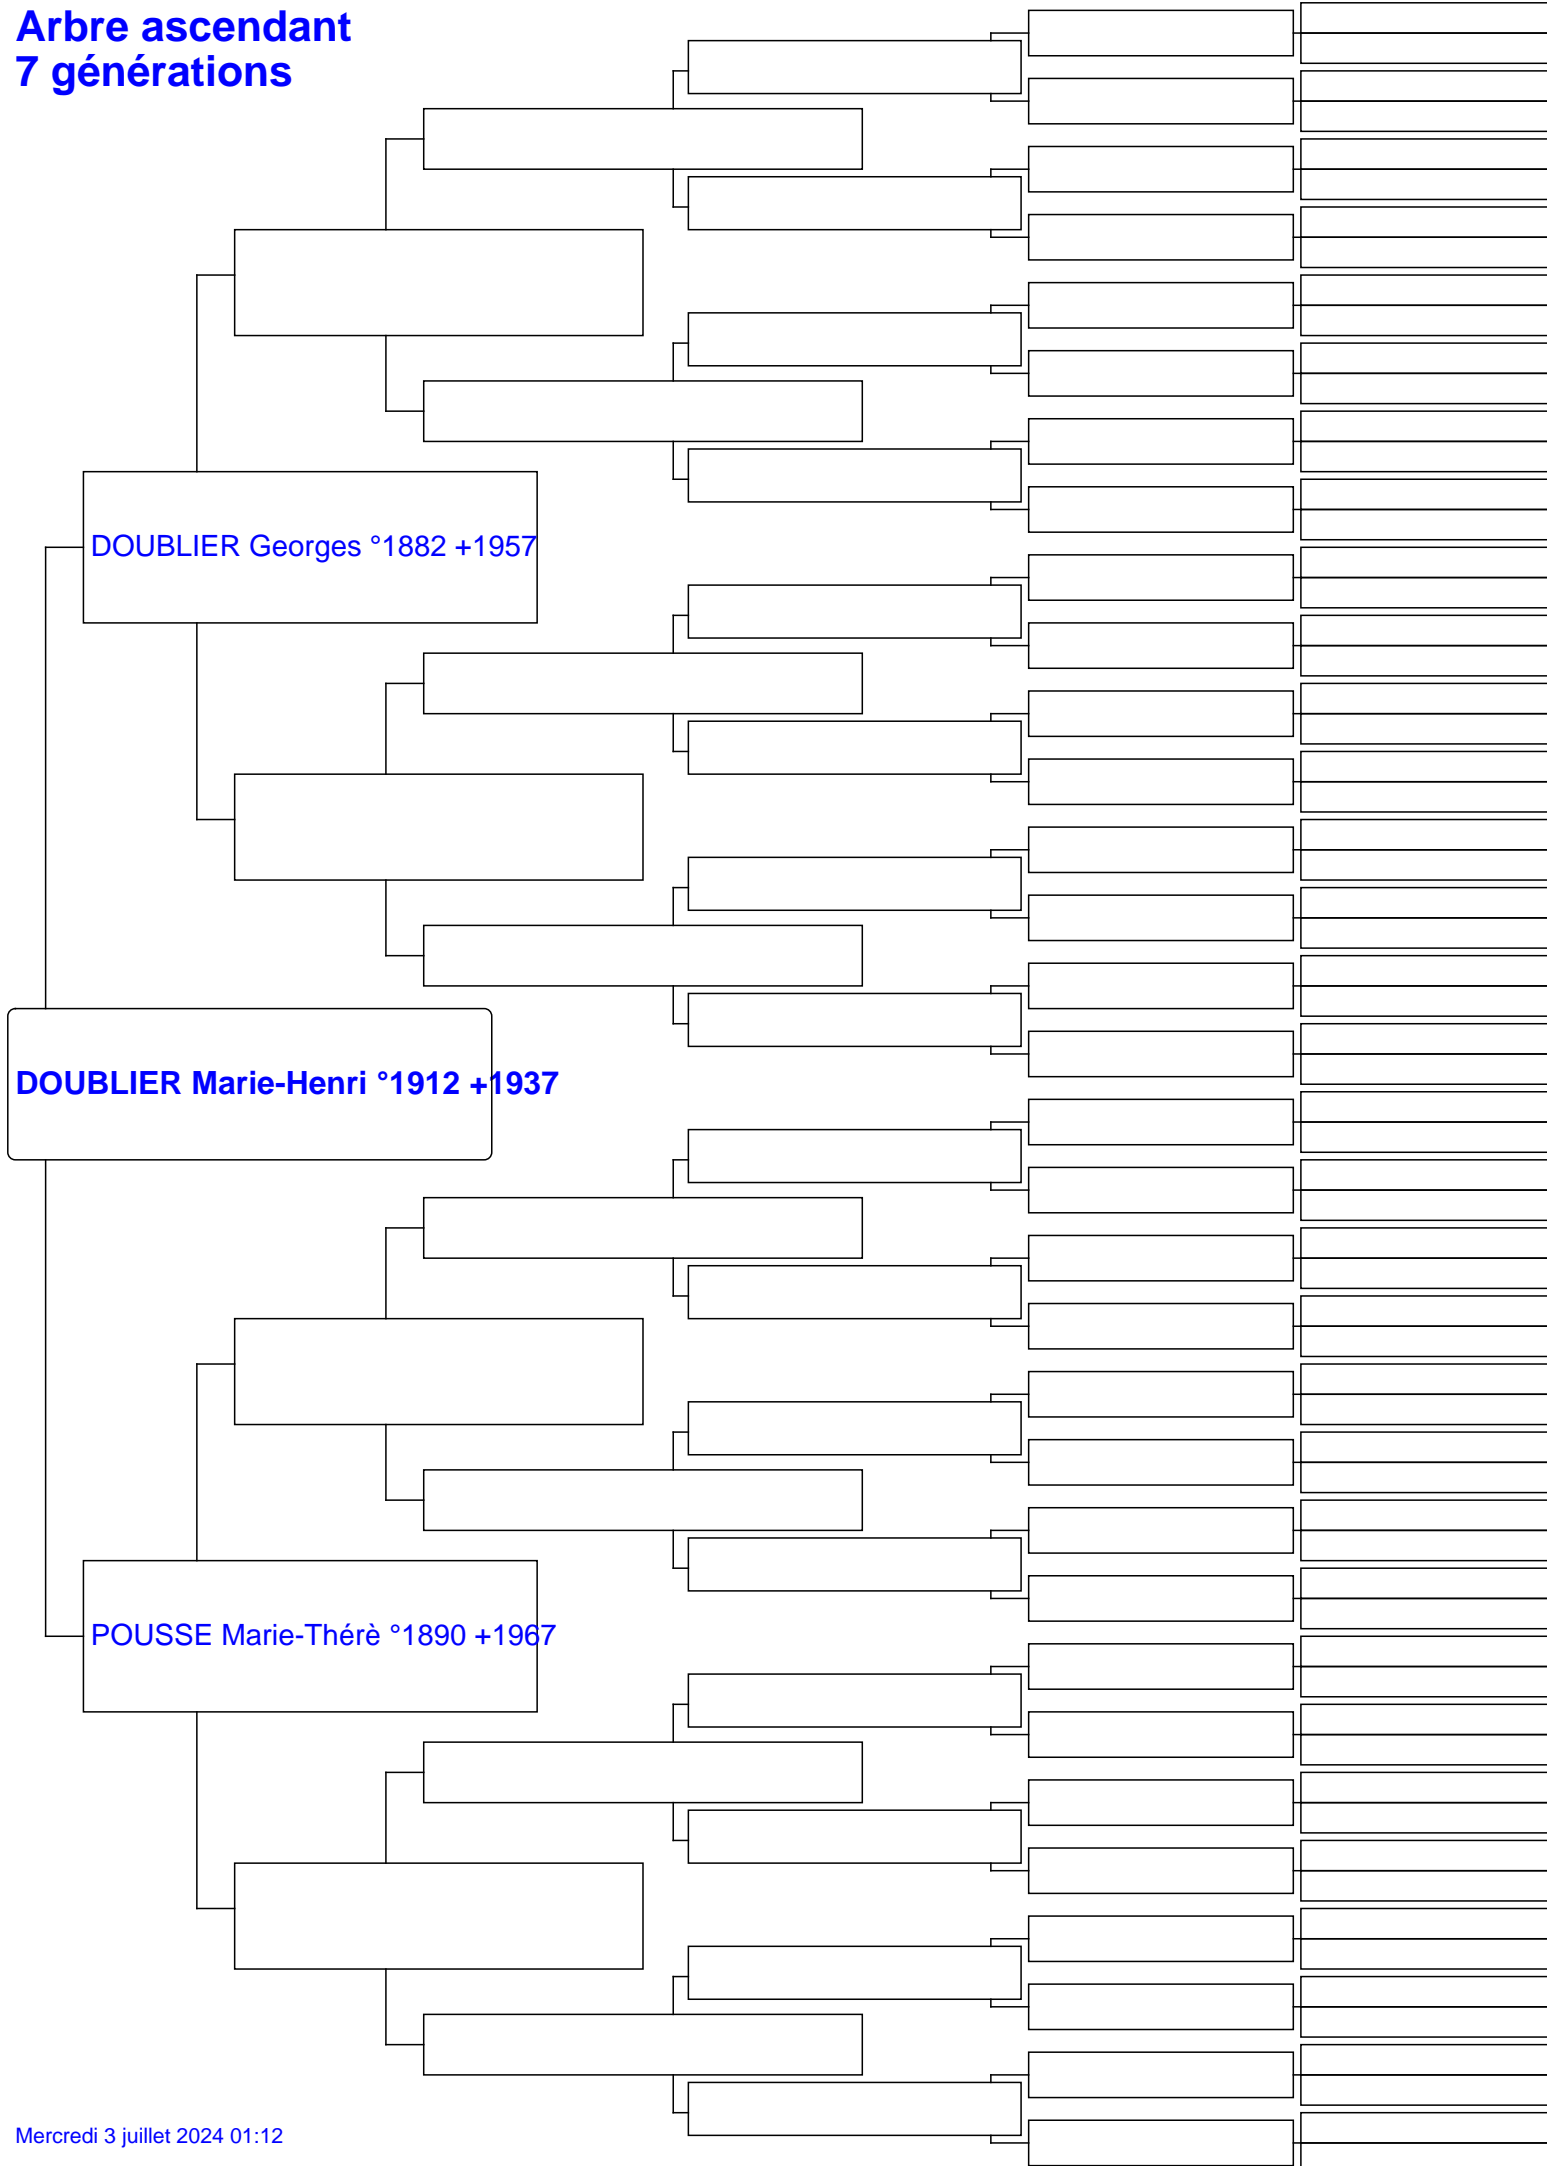 Arbre ascendant
7 générations
DOUBLIER Georges °1882 +1957
DOUBLIER Marie-Henri °1912 +1937
POUSSE Marie-Thérè °1890 +1967
Mercredi 3 juillet 2024 01:12